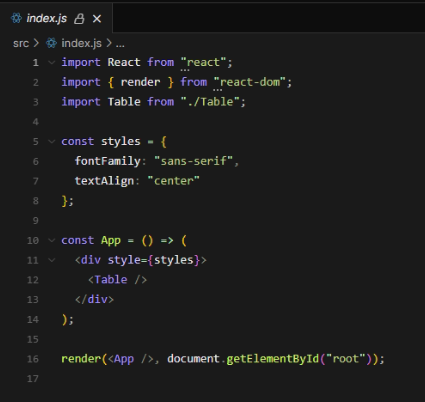 index.js
src > index.js > ...
1 import React from "react";
2 import { render } from "react-dom";
3 import Table from "./Table";
4
5 const styles = {
6   fontFamily: "sans-serif",
7   textAlign: "center"
8 };
9
10 const App = () => (
11   <div style={styles}>
12     <Table />
13   </div>
14 );
15
16 render(<App />, document.getElementById("root"));
17